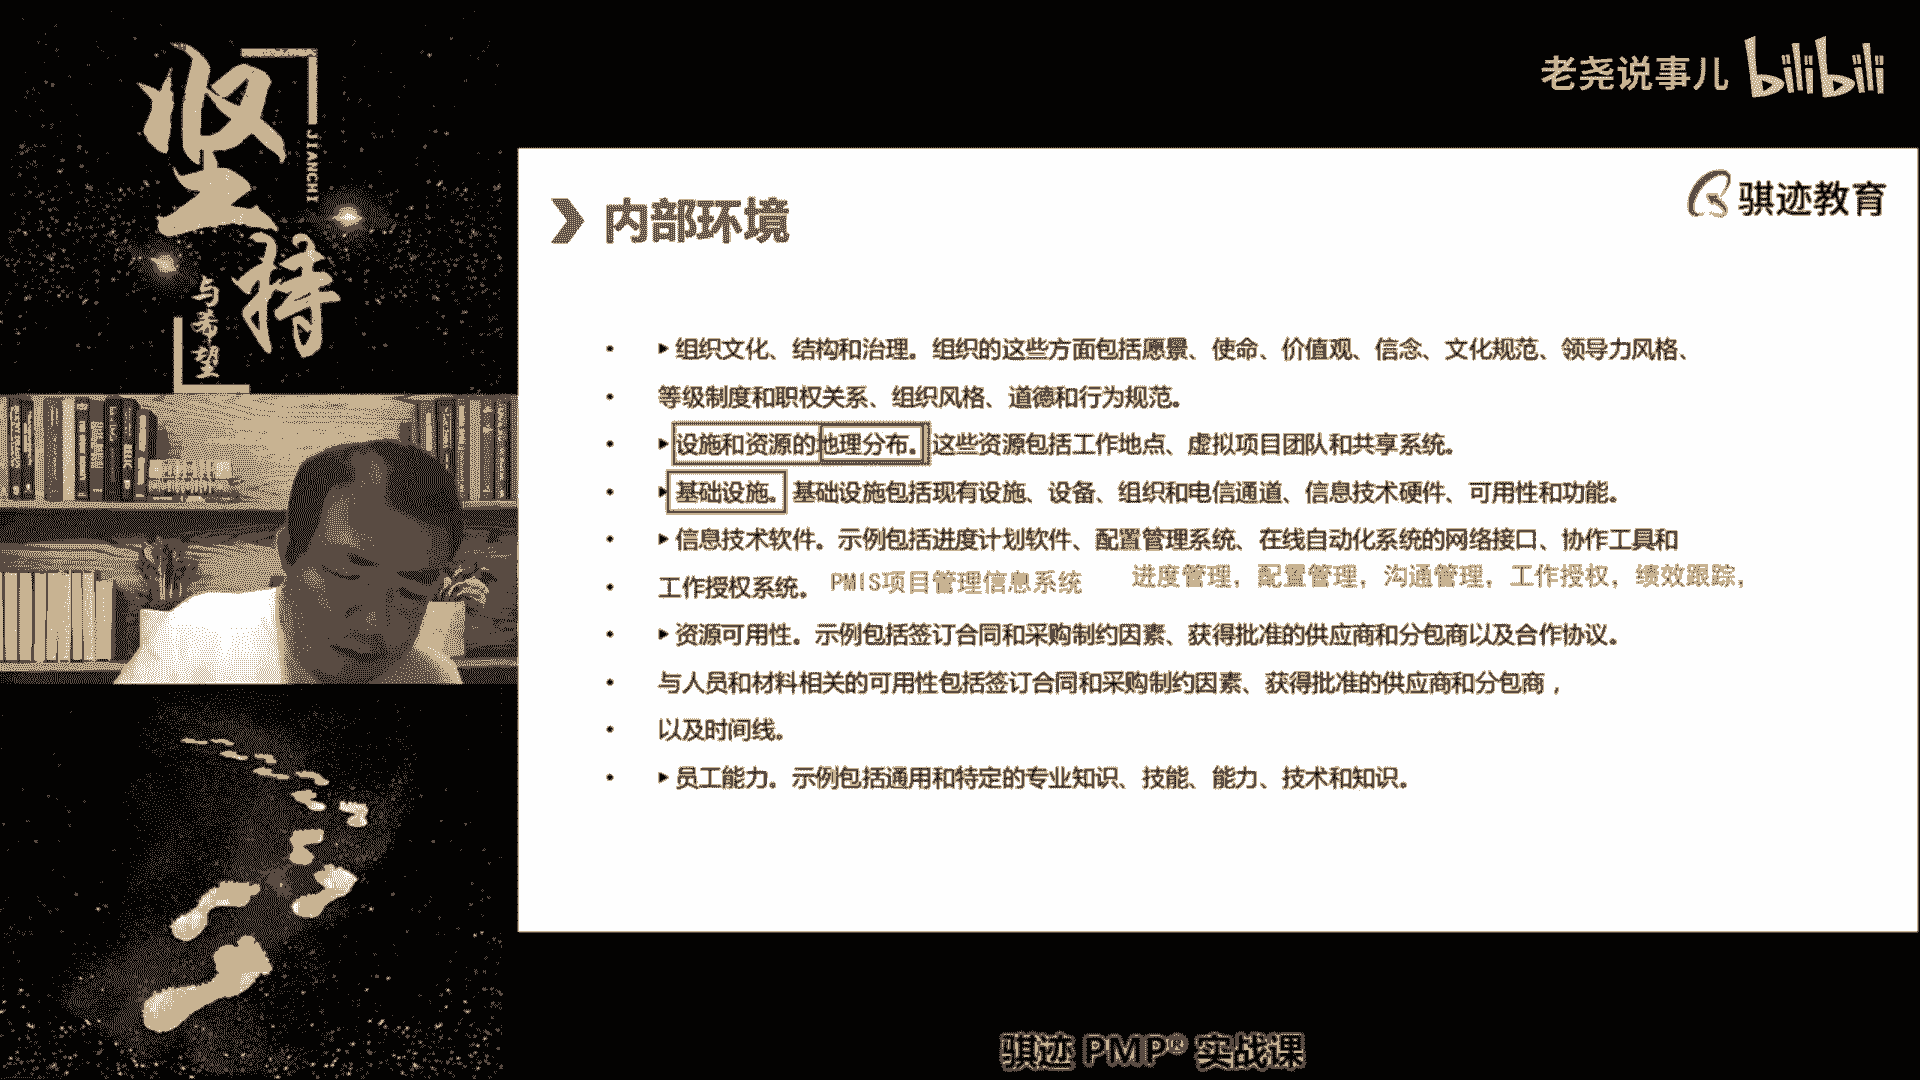 坚持
JIANCHI
与希望
老尧说事儿 bilibili
骐迹教育
内部环境
• ▸组织文化、结构和治理。组织的这些方面包括愿景、使命、价值观、信念、文化规范、领导力风格、
• 等级制度和职权关系、组织风格、道德和行为规范。
• ▸设施和资源的地理分布。这些资源包括工作地点、虚拟项目团队和共享系统。
• ▸基础设施。基础设施包括现有设施、设备、组织和电信通道、信息技术硬件、可用性和功能。
• ▸信息技术软件。示例包括进度计划软件、配置管理系统、在线自动化系统的网络接口、协作工具和
• 工作授权系统。 PMIS项目管理信息系统 进度管理，配置管理，沟通管理，工作授权，绩效跟踪，
• ▸资源可用性。示例包括签订合同和采购制约因素、获得批准的供应商和分包商以及合作协议。
• 与人员和材料相关的可用性包括签订合同和采购制约因素、获得批准的供应商和分包商，
• 以及时间线。
• ▸员工能力。示例包括通用和特定的专业知识、技能、能力、技术和知识。
骐迹 PMP® 实战课